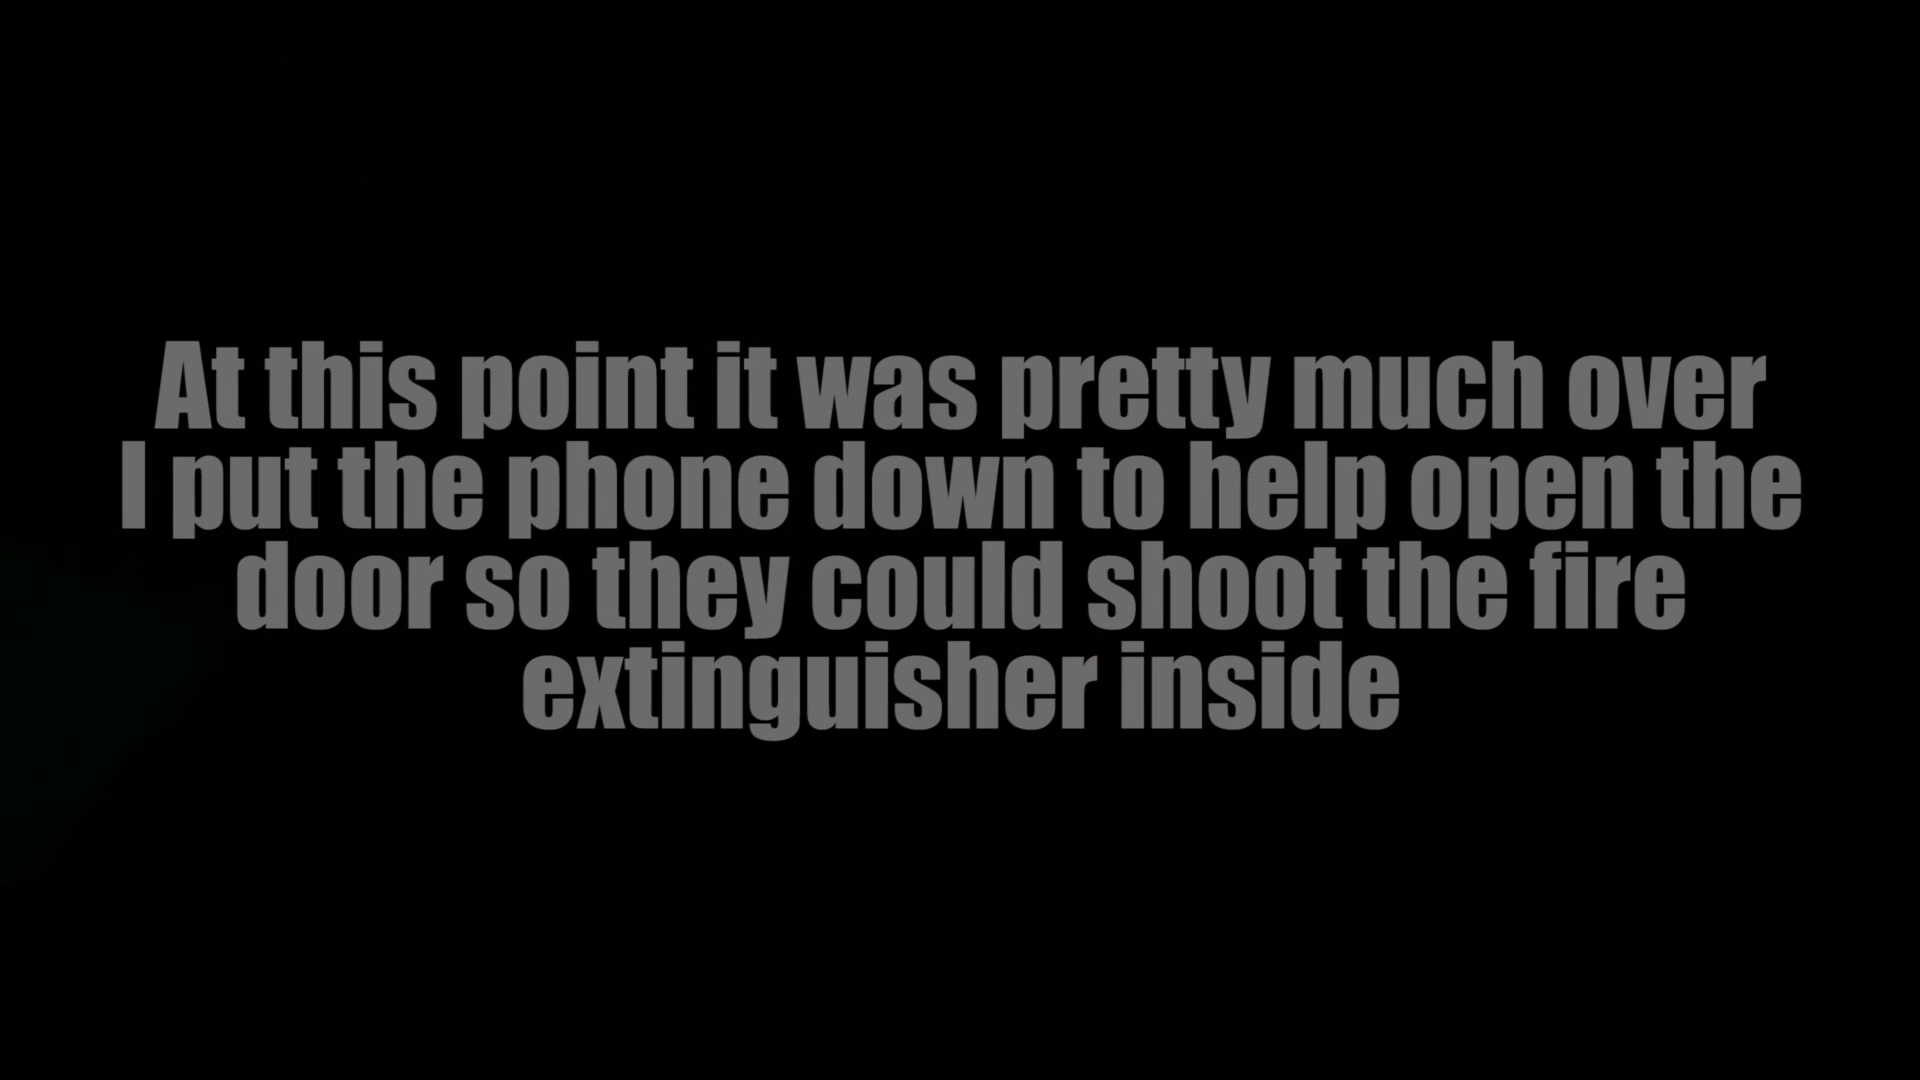 At this point it was pretty much over
I put the phone down to help open the
door so they could shoot the fire
extinguisher inside